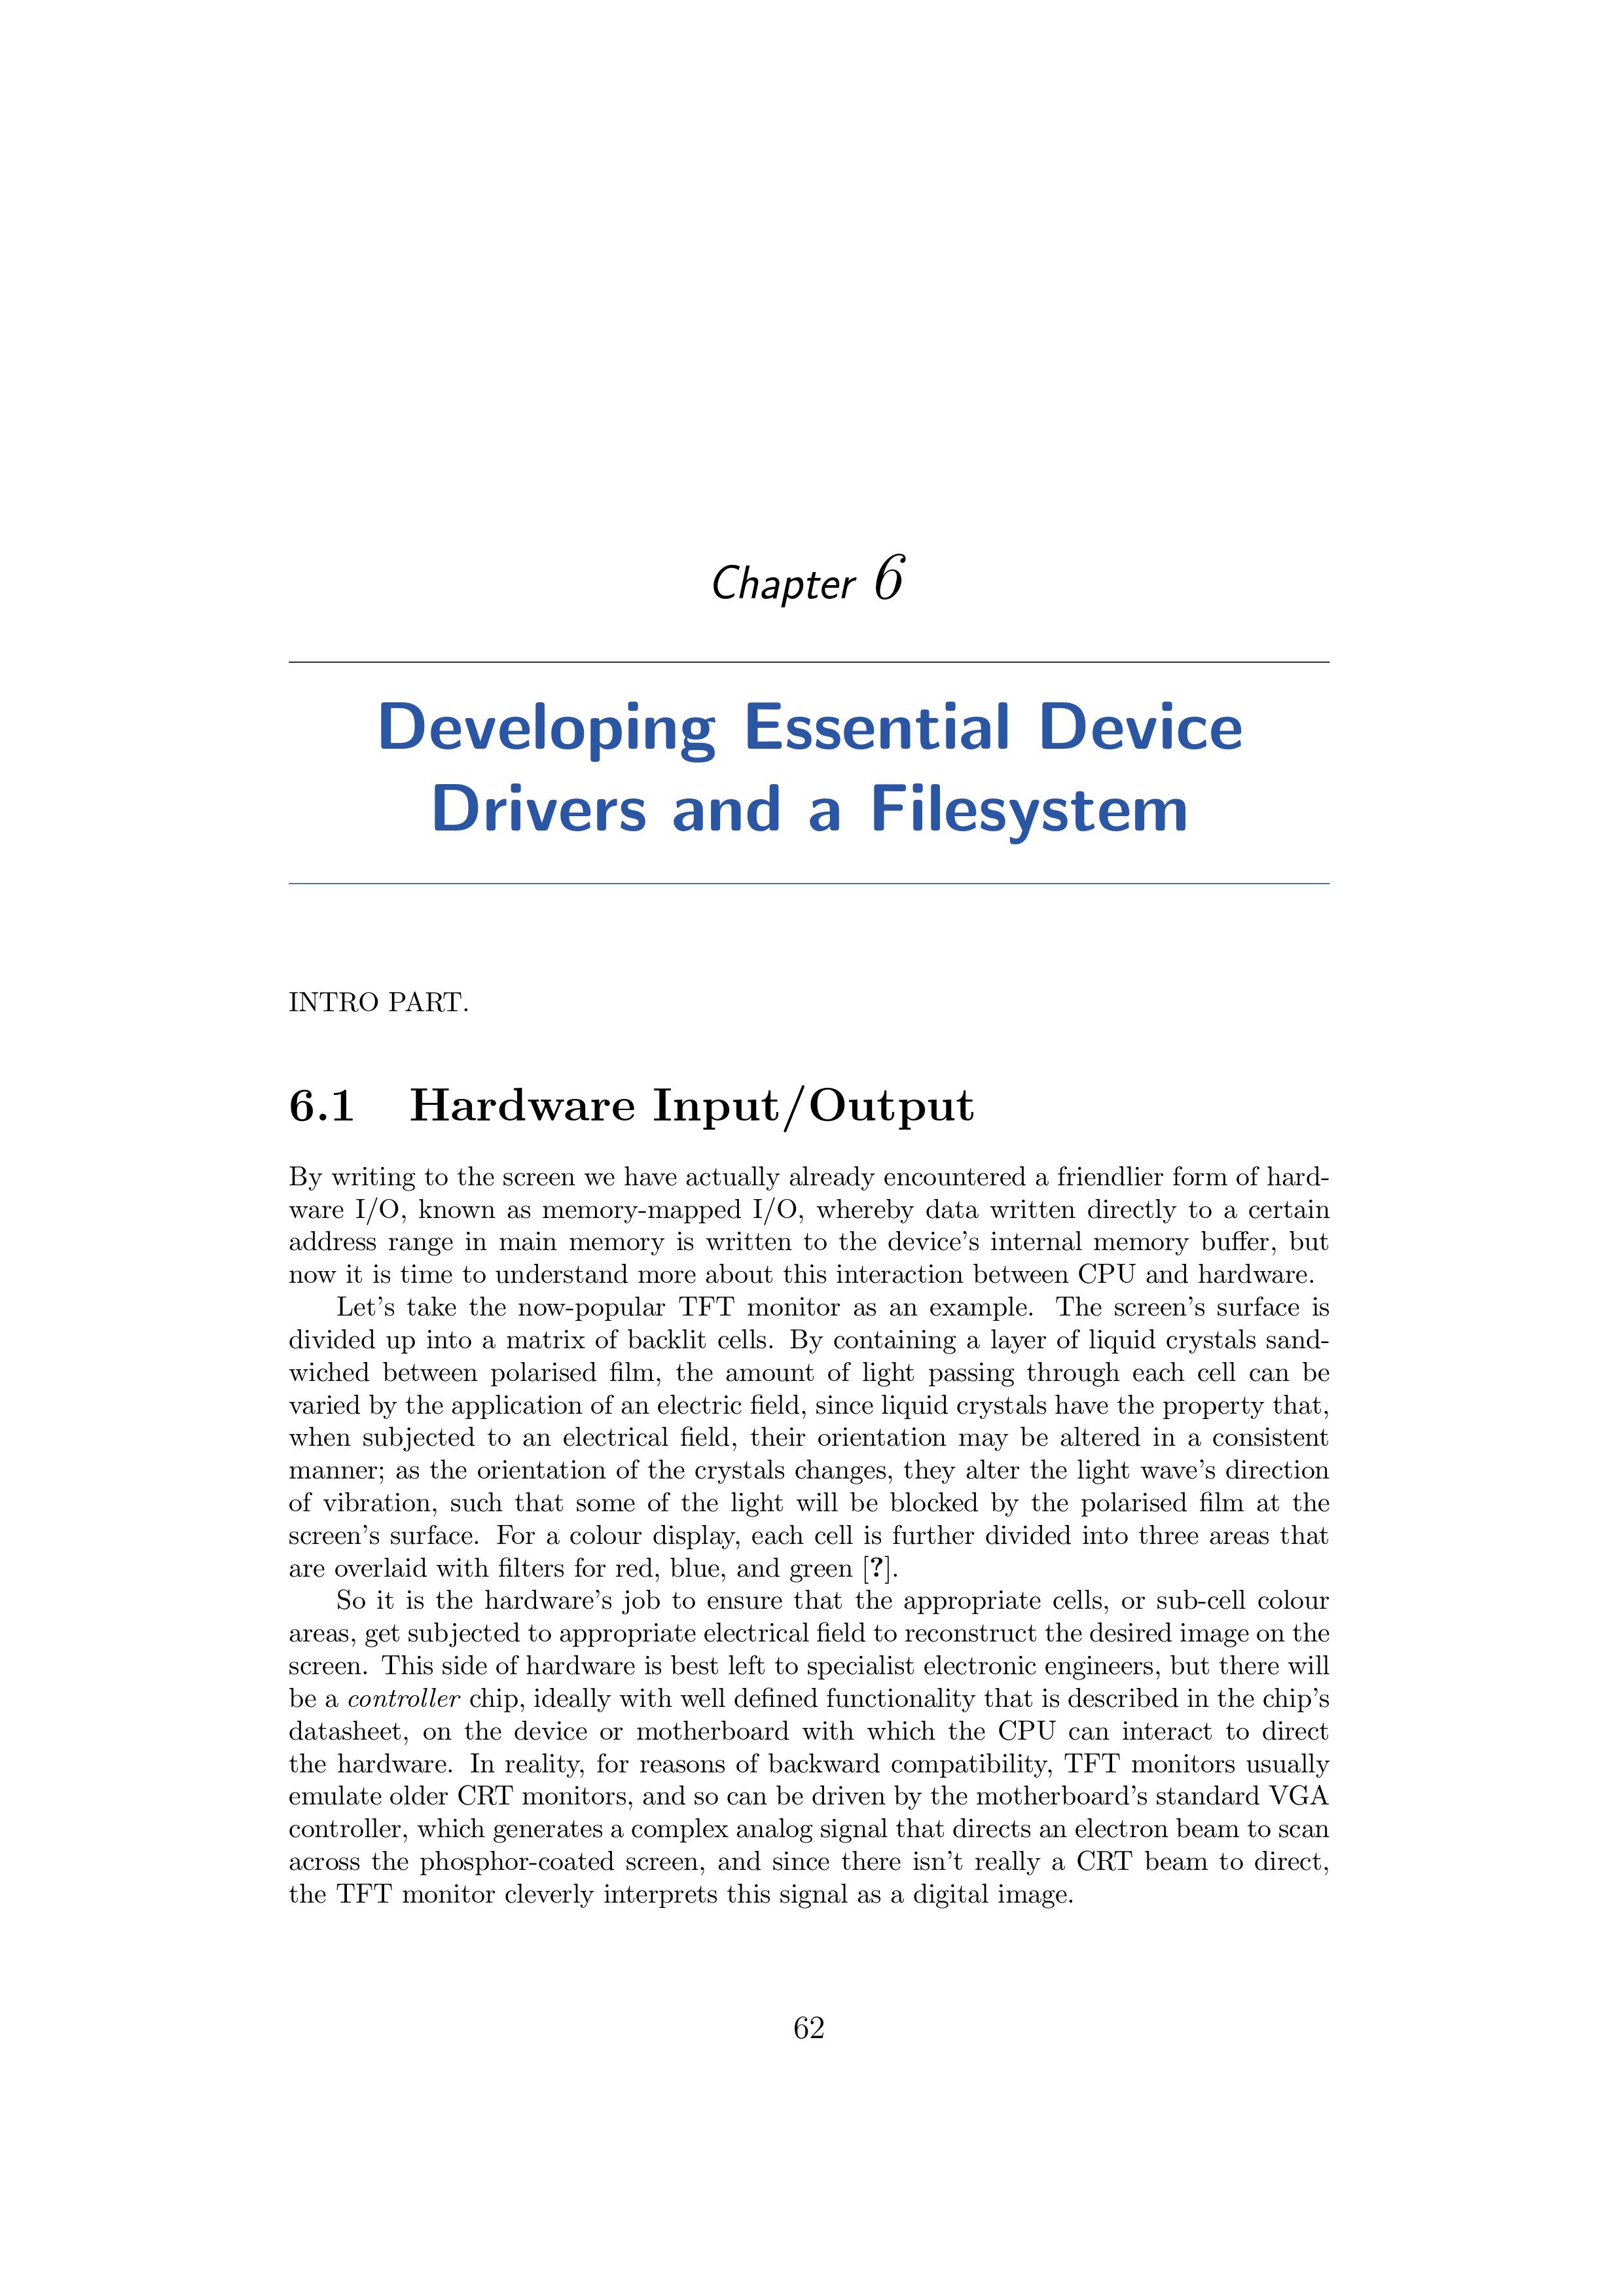 Chapter 6
Developing Essential Device
Drivers and a Filesystem
INTRO PART.
6.1 Hardware Input/Output
By writing to the screen we have actually already encountered a friendlier form of hard-
ware I/O, known as memory-mapped I/O, whereby data written directly to a certain
address range in main memory is written to the device's internal memory buffer, but
now it is time to understand more about this interaction between CPU and hardware.
Let's take the now-popular TFT monitor as an example. The screen's surface is
divided up into a matrix of backlit cells. By containing a layer of liquid crystals sand-
wiched between polarised film, the amount of light passing through each cell can be
varied by the application of an electric field, since liquid crystals have the property that,
when subjected to an electrical field, their orientation may be altered in a consistent
manner; as the orientation of the crystals changes, they alter the light wave's direction
of vibration, such that some of the light will be blocked by the polarised film at the
screen's surface. For a colour display, each cell is further divided into three areas that
are overlaid with filters for red, blue, and green [?].
So it is the hardware's job to ensure that the appropriate cells, or sub-cell colour
areas, get subjected to appropriate electrical field to reconstruct the desired image on the
screen. This side of hardware is best left to specialist electronic engineers, but there will
be a controller chip, ideally with well defined functionality that is described in the chip's
datasheet, on the device or motherboard with which the CPU can interact to direct
the hardware. In reality, for reasons of backward compatibility, TFT monitors usually
emulate older CRT monitors, and so can be driven by the motherboard's standard VGA
controller, which generates a complex analog signal that directs an electron beam to scan
across the phosphor-coated screen, and since there isn't really a CRT beam to direct,
the TFT monitor cleverly interprets this signal as a digital image.
62